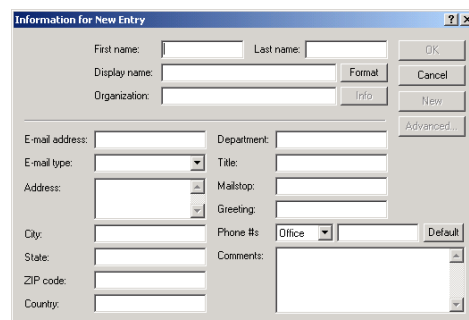 Information for New Entry
First name: Last name: OK
Display name: Format Cancel
Organization: Info New
Advanced...
E-mail address: Department:
E-mail type: Title:
Address: Mailstop:
Greeting:
City: Phone #s Office Default
State: Comments:
ZIP code:
Country: